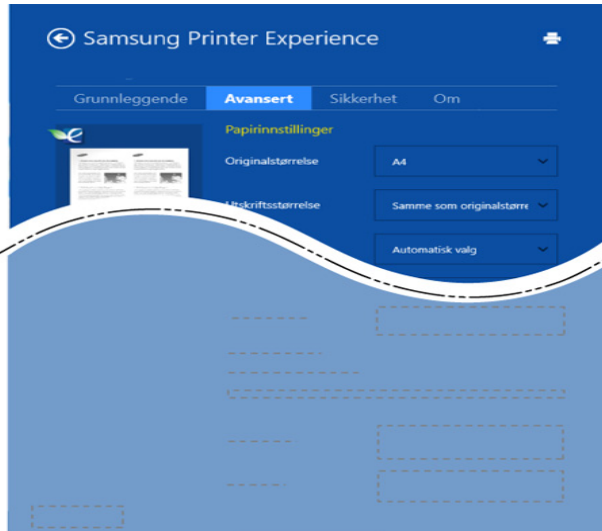 Samsung Printer Experience
Grunnleggende Avansert Sikkerhet Om
Papirinnstillinger
Originalstørrelse A4
Utskriftsstørrelse Samme som originalstørre
Automatisk valg